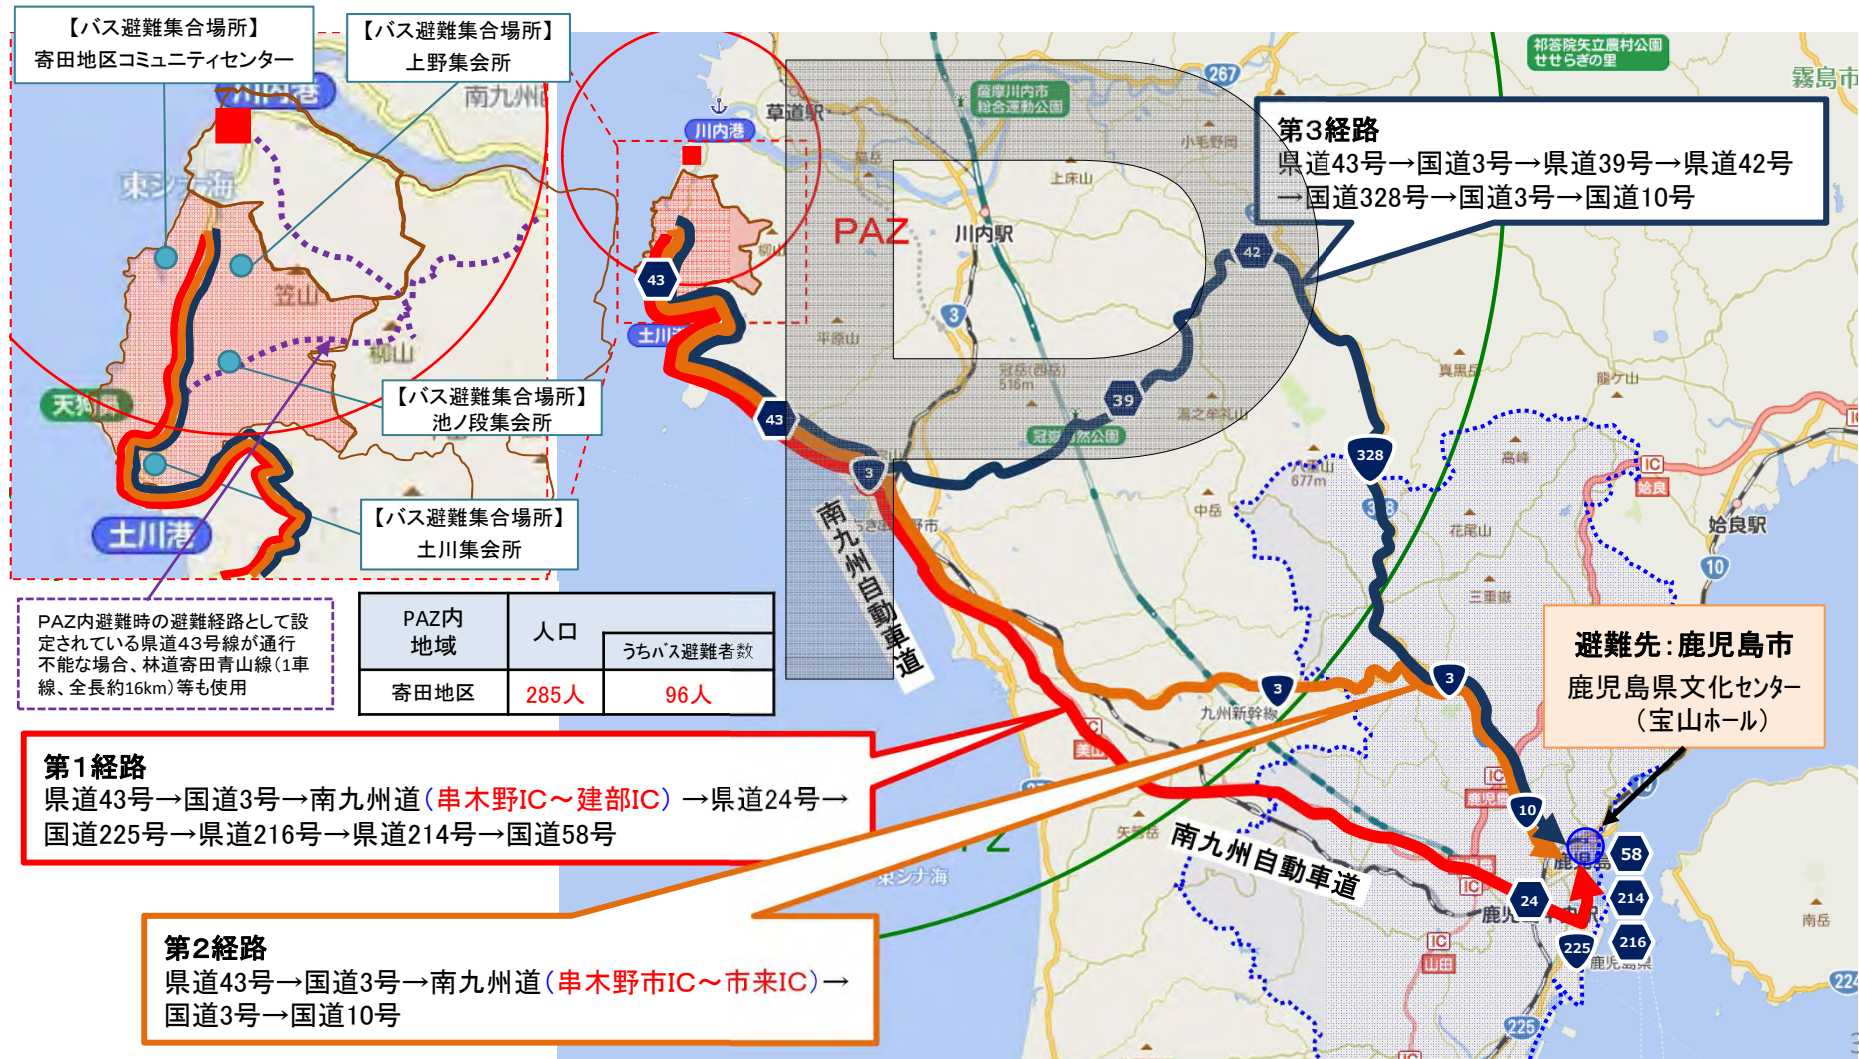 【バス避難集合場所】
寄田地区コミュニティセンター
【バス避難集合場所】
上野集会所
川内港
南九州
東シナ海
笠山
柳山
天狗
【バス避難集合場所】
池ノ段集会所
【バス避難集合場所】
土川集会所
土川港
PAZ内避難時の避難経路として設
定されている県道43号線が通行
不能な場合、林道寄田青山線(1車
線、全長約16km)等も使用
PAZ内
地域
人口
うちバス避難者数
寄田地区
285人
96人
第1経路
県道43号→国道3号→南九州道(串木野IC～建部IC) →県道24号→
国道225号→県道216号→県道214号→国道58号
第2経路
県道43号→国道3号→南九州道(串木野市IC～市来IC)→
国道3号→国道10号
第3経路
県道43号→国道3号→県道39号→県道42号
→国道328号→国道3号→国道10号
避難先：鹿児島市
鹿児島県文化センター
（宝山ホール）
祁答院矢立農村公園
せせらぎの里
霧島市
267
薩摩川内市
総合運動公園
草道駅
川内港
小毛野岡
上床山
PAZ
川内駅
柳山
43
42
3
土川港
平原山
冠岳(西岳)
516m
39
43
3
真黒岳
龍ケ山
328
677m
高峰
IC
姶良
中岳
花尾山
姶良駅
10
三重嶽
南九州自動車道
九州新幹線
3
3
IC
美山
IC
10
矢筈岳
南九州自動車道
東シナ海
IC
24
58
214
216
225
IC
南岳
鹿児島県
224
225
IC